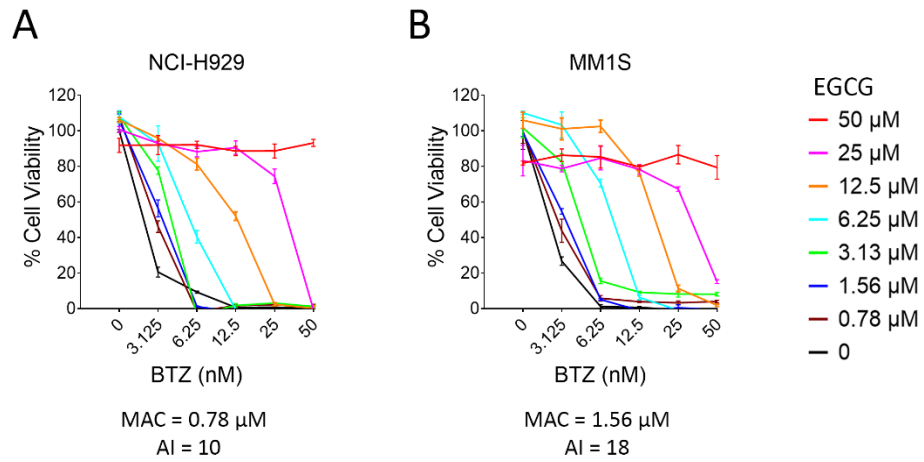 A
NCI-H929
% Cell Viability
120
100
80
60
40
20
0
0
3.125
6.25
12.5
25
50
BTZ (nM)
MAC = 0.78 µM
AI = 10
B
MM1S
% Cell Viability
120
100
80
60
40
20
0
0
3.125
6.25
12.5
25
50
BTZ (nM)
MAC = 1.56 µM
AI = 18
EGCG
50 µM
25 µM
12.5 µM
6.25 µM
3.13 µM
1.56 µM
0.78 µM
0